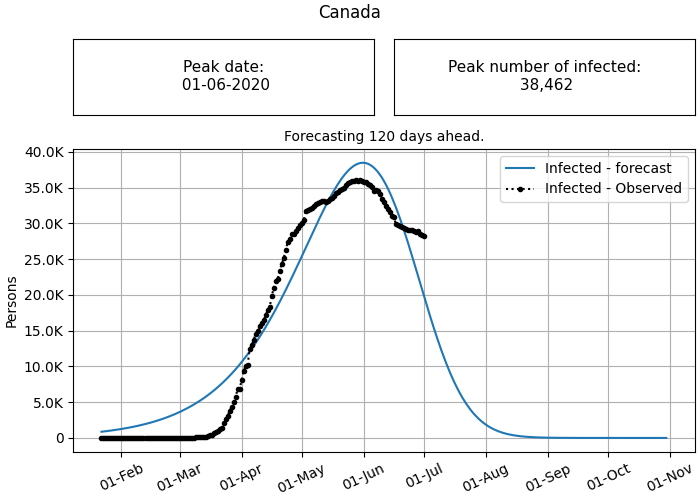 Canada
Peak date:
01-06-2020
Peak number of infected:
38,462
Forecasting 120 days ahead.
40.0K
35.0K
30.0K
25.0K
20.0K
15.0K
10.0K
5.0K
0
Persons
Infected - forecast
Infected - Observed
01-Feb
01-Mar
01-Apr
01-May
01-Jun
01-Jul
01-Aug
01-Sep
01-Oct
01-Nov